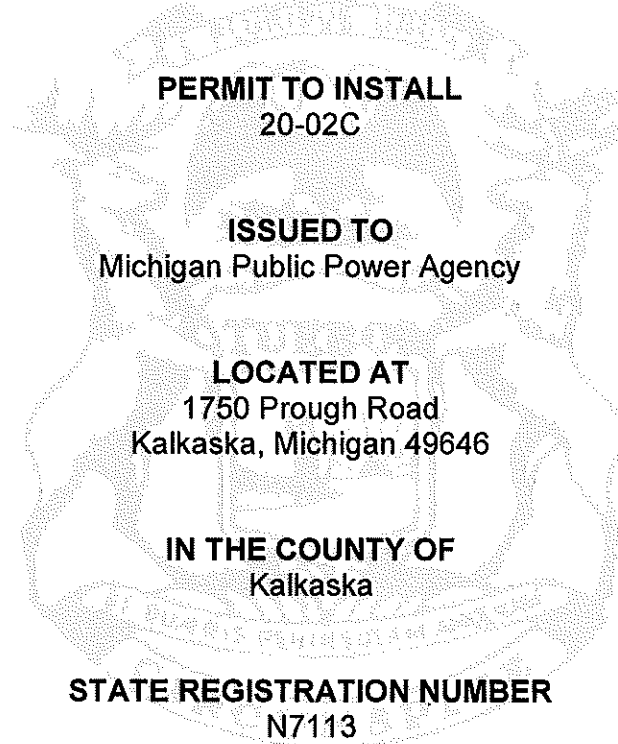 PERMIT TO INSTALL
20-02C
ISSUED TO
Michigan Public Power Agency
LOCATED AT
1750 Prough Road
Kalkaska, Michigan 49646
IN THE COUNTY OF
Kalkaska
STATE REGISTRATION NUMBER
N7113